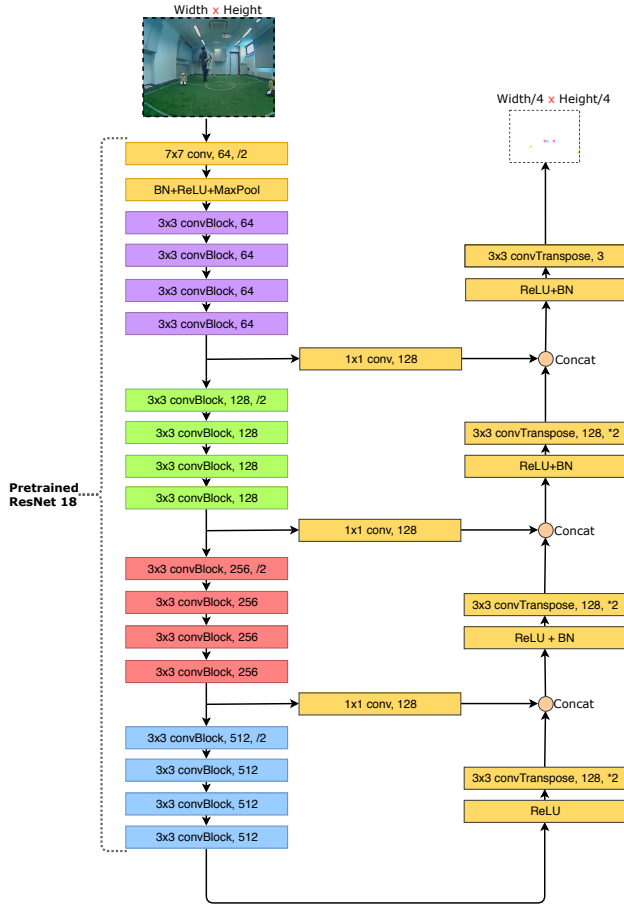 Width x Height
7x7 conv, 64, /2
BN+ReLU+MaxPool
3x3 convBlock, 64
3x3 convBlock, 64
3x3 convBlock, 64
3x3 convBlock, 64
1x1 conv, 128
3x3 convBlock, 128, /2
3x3 convBlock, 128
3x3 convBlock, 128
3x3 convBlock, 128
Pretrained
ResNet 18
1x1 conv, 128
3x3 convBlock, 256, /2
3x3 convBlock, 256
3x3 convBlock, 256
3x3 convBlock, 256
1x1 conv, 128
3x3 convBlock, 512, /2
3x3 convBlock, 512
3x3 convBlock, 512
3x3 convBlock, 512
Width/4 x Height/4
3x3 convTranspose, 3
ReLU+BN
Concat
3x3 convTranspose, 128, *2
ReLU+BN
Concat
3x3 convTranspose, 128, *2
ReLU + BN
Concat
3x3 convTranspose, 128, *2
ReLU